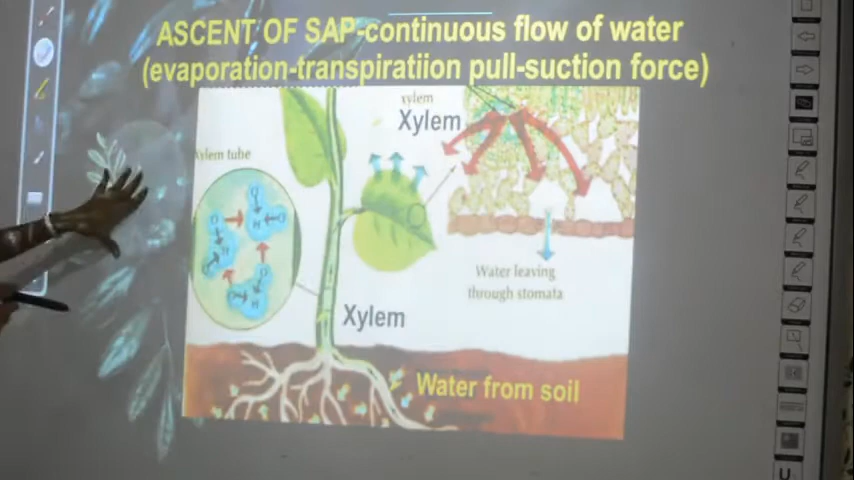 ASCENT OF SAP-continuous flow of water
(evaporation-transpiratiion pull-suction force)
xylem
Xylem
Xylem tube
Water leaving
through stomata
Xylem
Water from soil